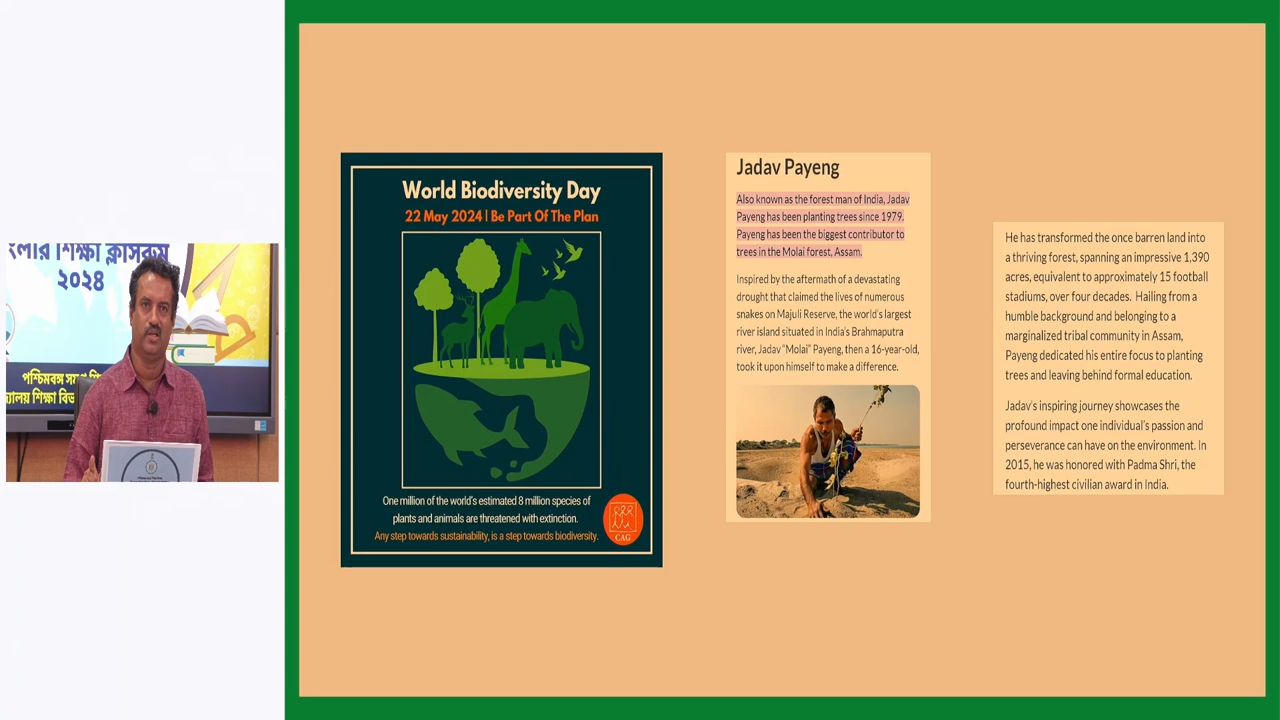 বাংলার শিক্ষা ক্লাসরুম
২০২৪
World Biodiversity Day
22 May 2024 | Be Part Of The Plan
One million of the world's estimated 8 million species of
plants and animals are threatened with extinction.
Any step towards sustainability, is a step towards biodiversity.
CAG
Jadav Payeng
Also known as the forest man of India, Jadav
Payeng has been planting trees since 1979.
Payeng has been the biggest contributor to
trees in the Molai forest, Assam.
Inspired by the aftermath of a devastating
drought that claimed the lives of numerous
snakes on Majuli Reserve, the world's largest
river island situated in India's Brahmaputra
river, Jadav "Molai" Payeng, then a 16-year-old,
took it upon himself to make a difference.
He has transformed the once barren land into
a thriving forest, spanning an impressive 1,390
acres, equivalent to approximately 15 football
stadiums, over four decades. Hailing from a
humble background and belonging to a
marginalized tribal community in Assam,
Payeng dedicated his entire focus to planting
trees and leaving behind formal education.
Jadav's inspiring journey showcases the
profound impact one individual's passion and
perseverance can have on the environment. In
2015, he was honored with Padma Shri, the
fourth-highest civilian award in India.